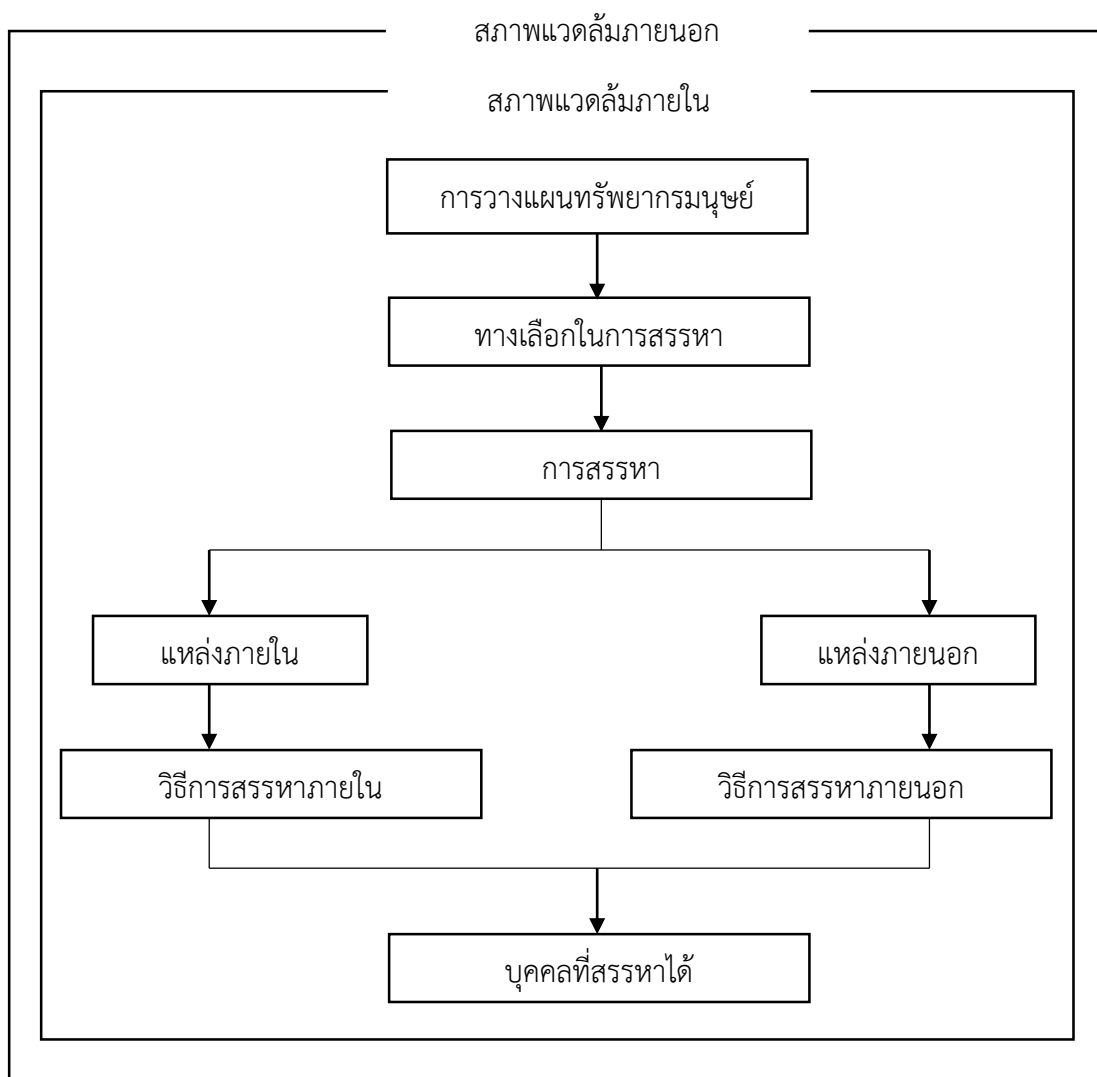 สภาพแวดล้อมภายนอก
สภาพแวดล้อมภายใน
การวางแผนทรัพยากรมนุษย์
ทางเลือกในการสรรหา
การสรรหา
แหล่งภายใน
แหล่งภายนอก
วิธีการสรรหาภายใน
วิธีการสรรหาภายนอก
บุคคลที่สรรหาได้